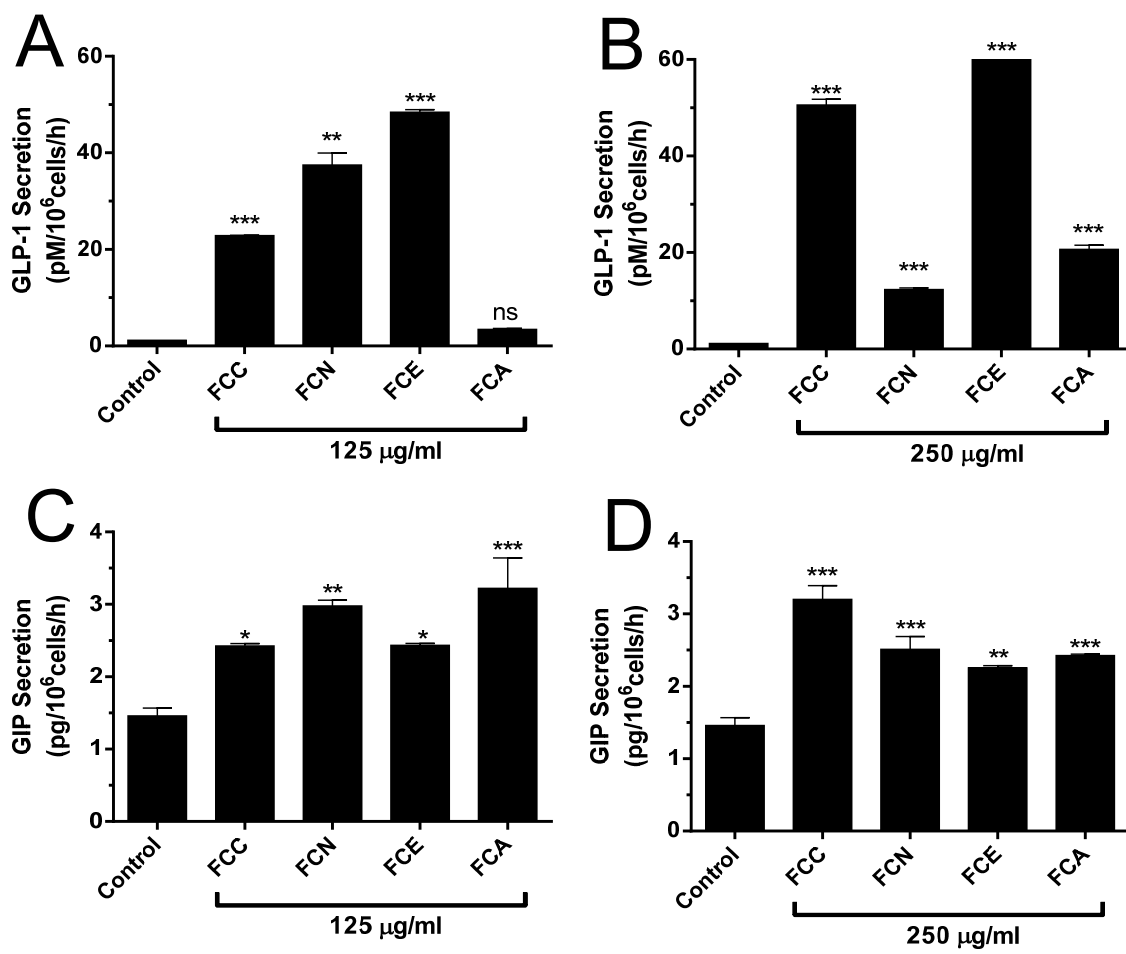 A
GLP-1 Secretion
(pM/10⁶cells/h)
60
40
20
0
***
**
***
ns
Control
FCC
FCN
FCE
FCA
125 µg/ml
B
GLP-1 Secretion
(pM/10⁶cells/h)
60
40
20
0
***
***
***
***
Control
FCC
FCN
FCE
FCA
250 µg/ml
C
GIP Secretion
(pg/10⁶cells/h)
4
3
2
1
0
*
**
*
***
Control
FCC
FCN
FCE
FCA
125 µg/ml
D
GIP Secretion
(pg/10⁶cells/h)
4
3
2
1
0
***
***
**
***
Control
FCC
FCN
FCE
FCA
250 µg/ml